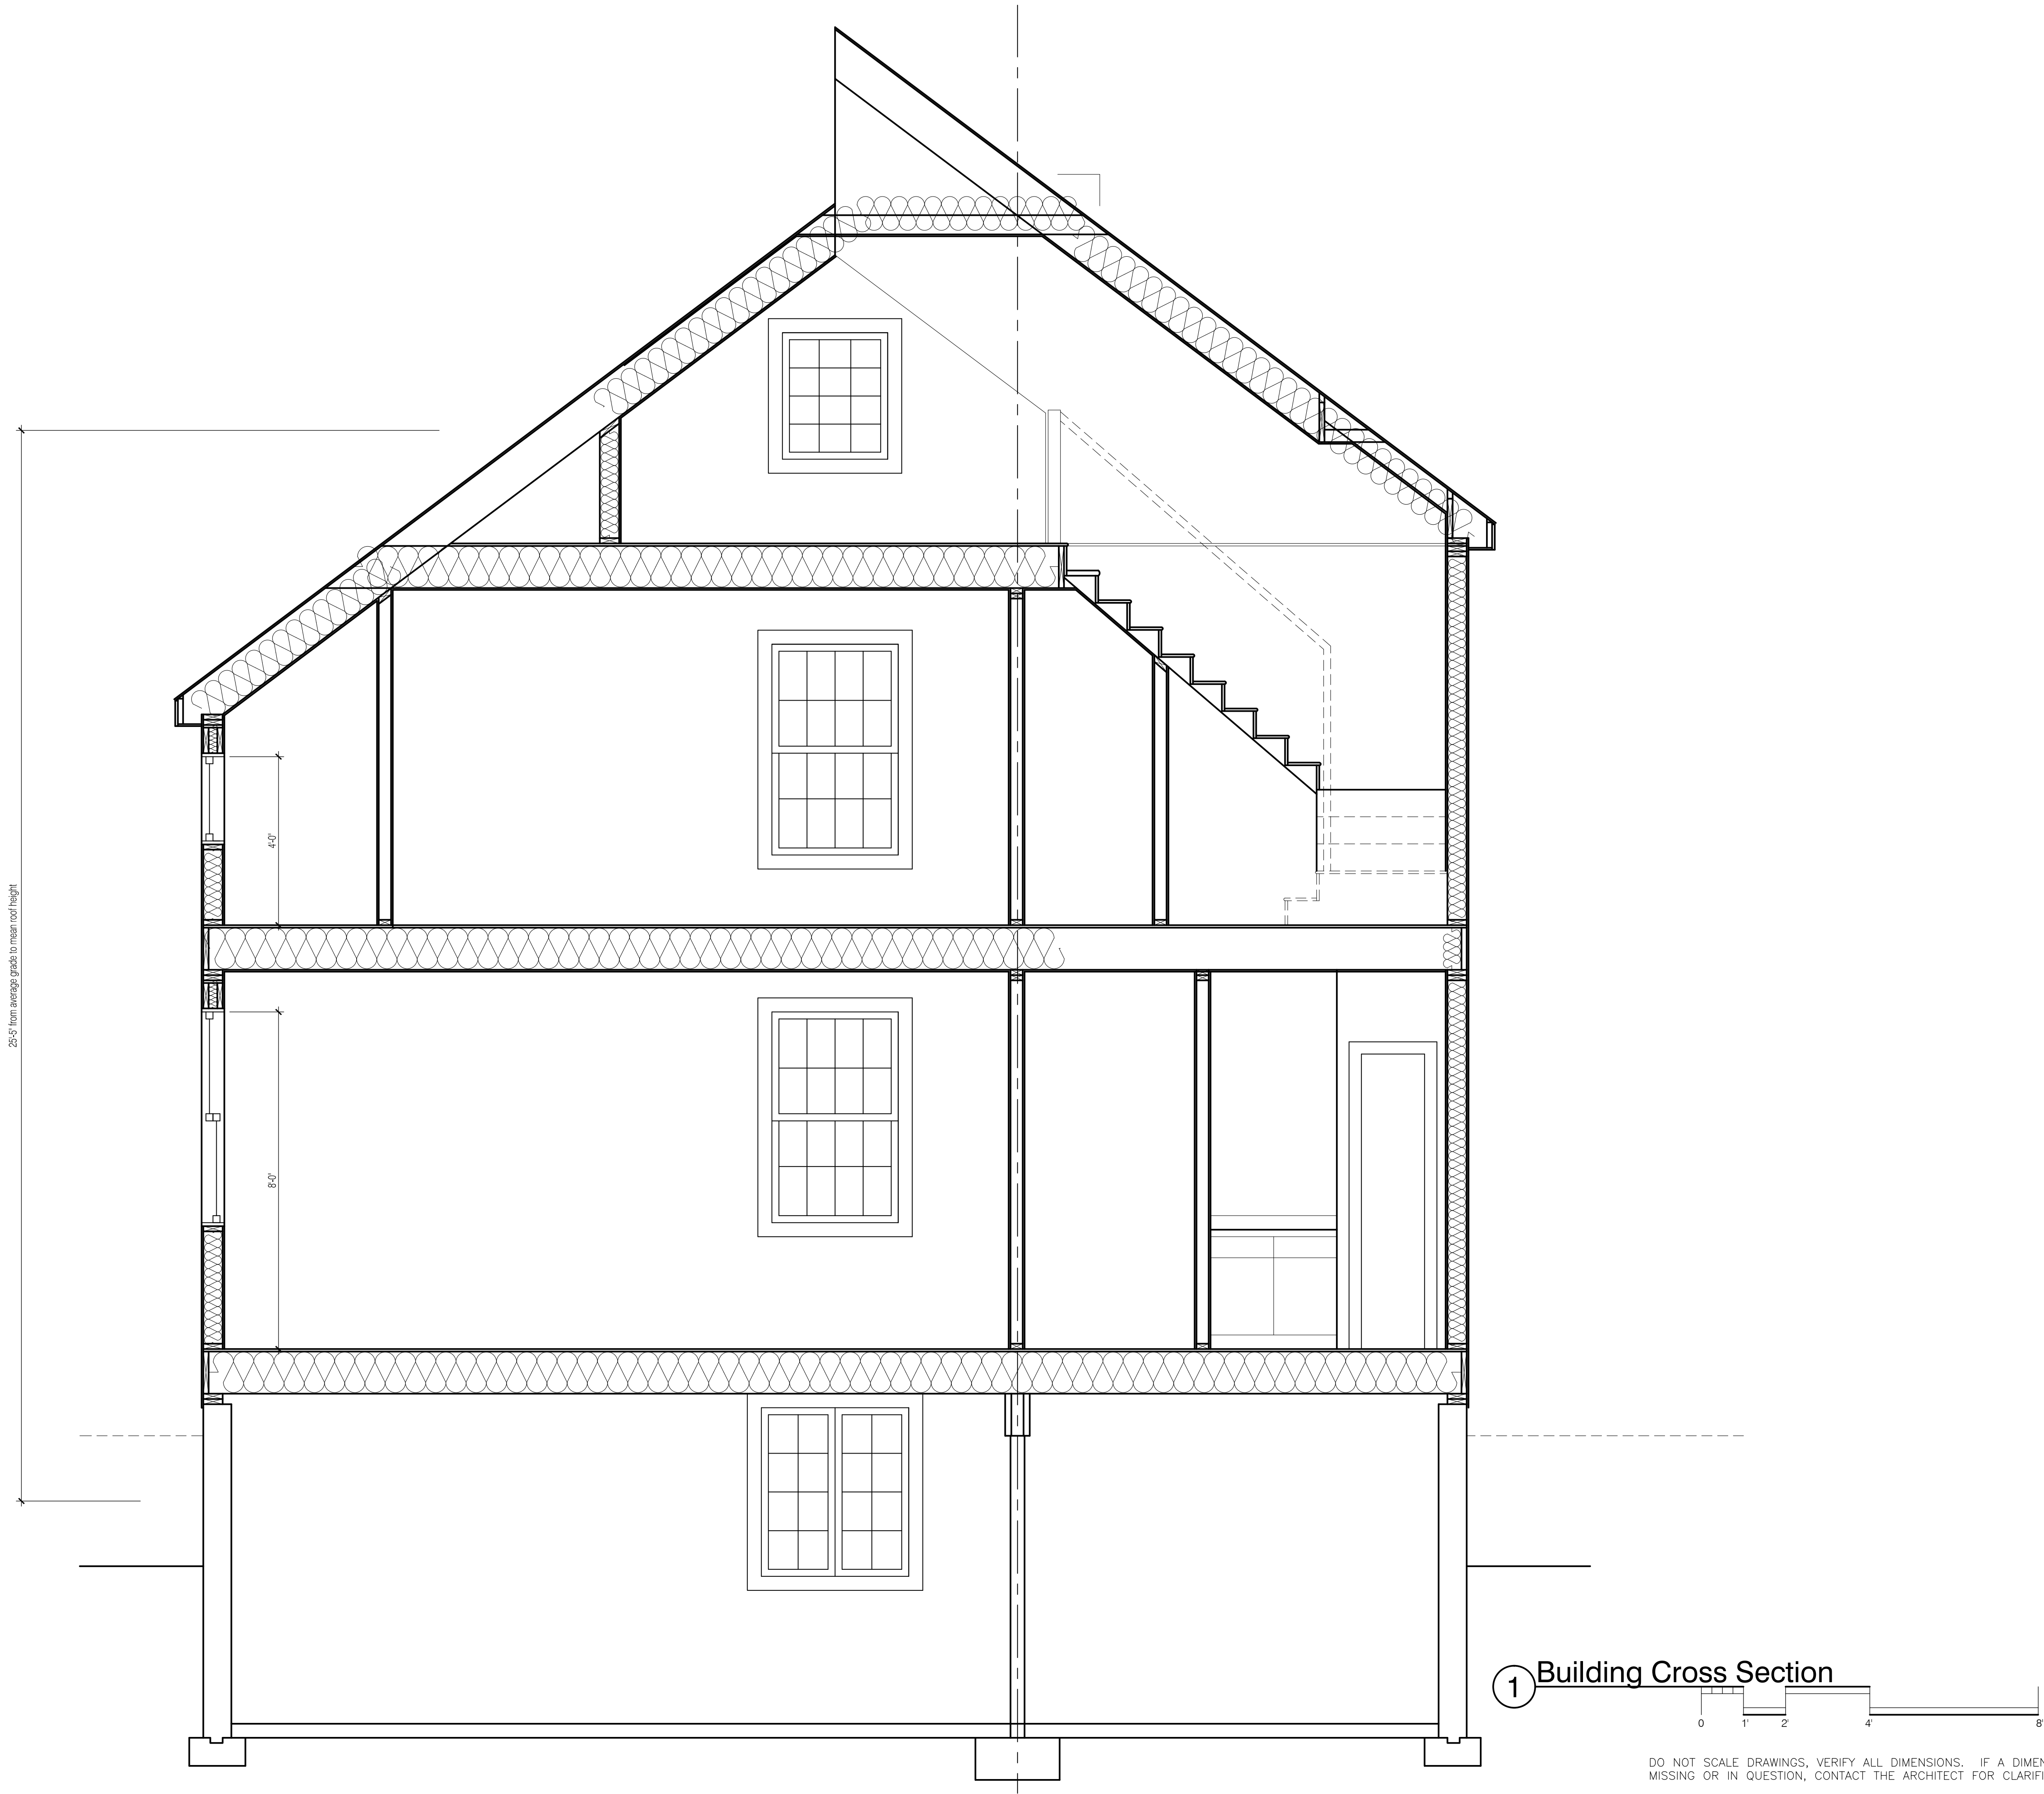 25'-5" from average grade to mean roof height
4'-0"
8'-0"
1 Building Cross Section
0 1' 2' 4' 8'
DO NOT SCALE DRAWINGS, VERIFY ALL DIMENSIONS. IF A
MISSING OR IN QUESTION, CONTACT THE ARCHITECT FOR